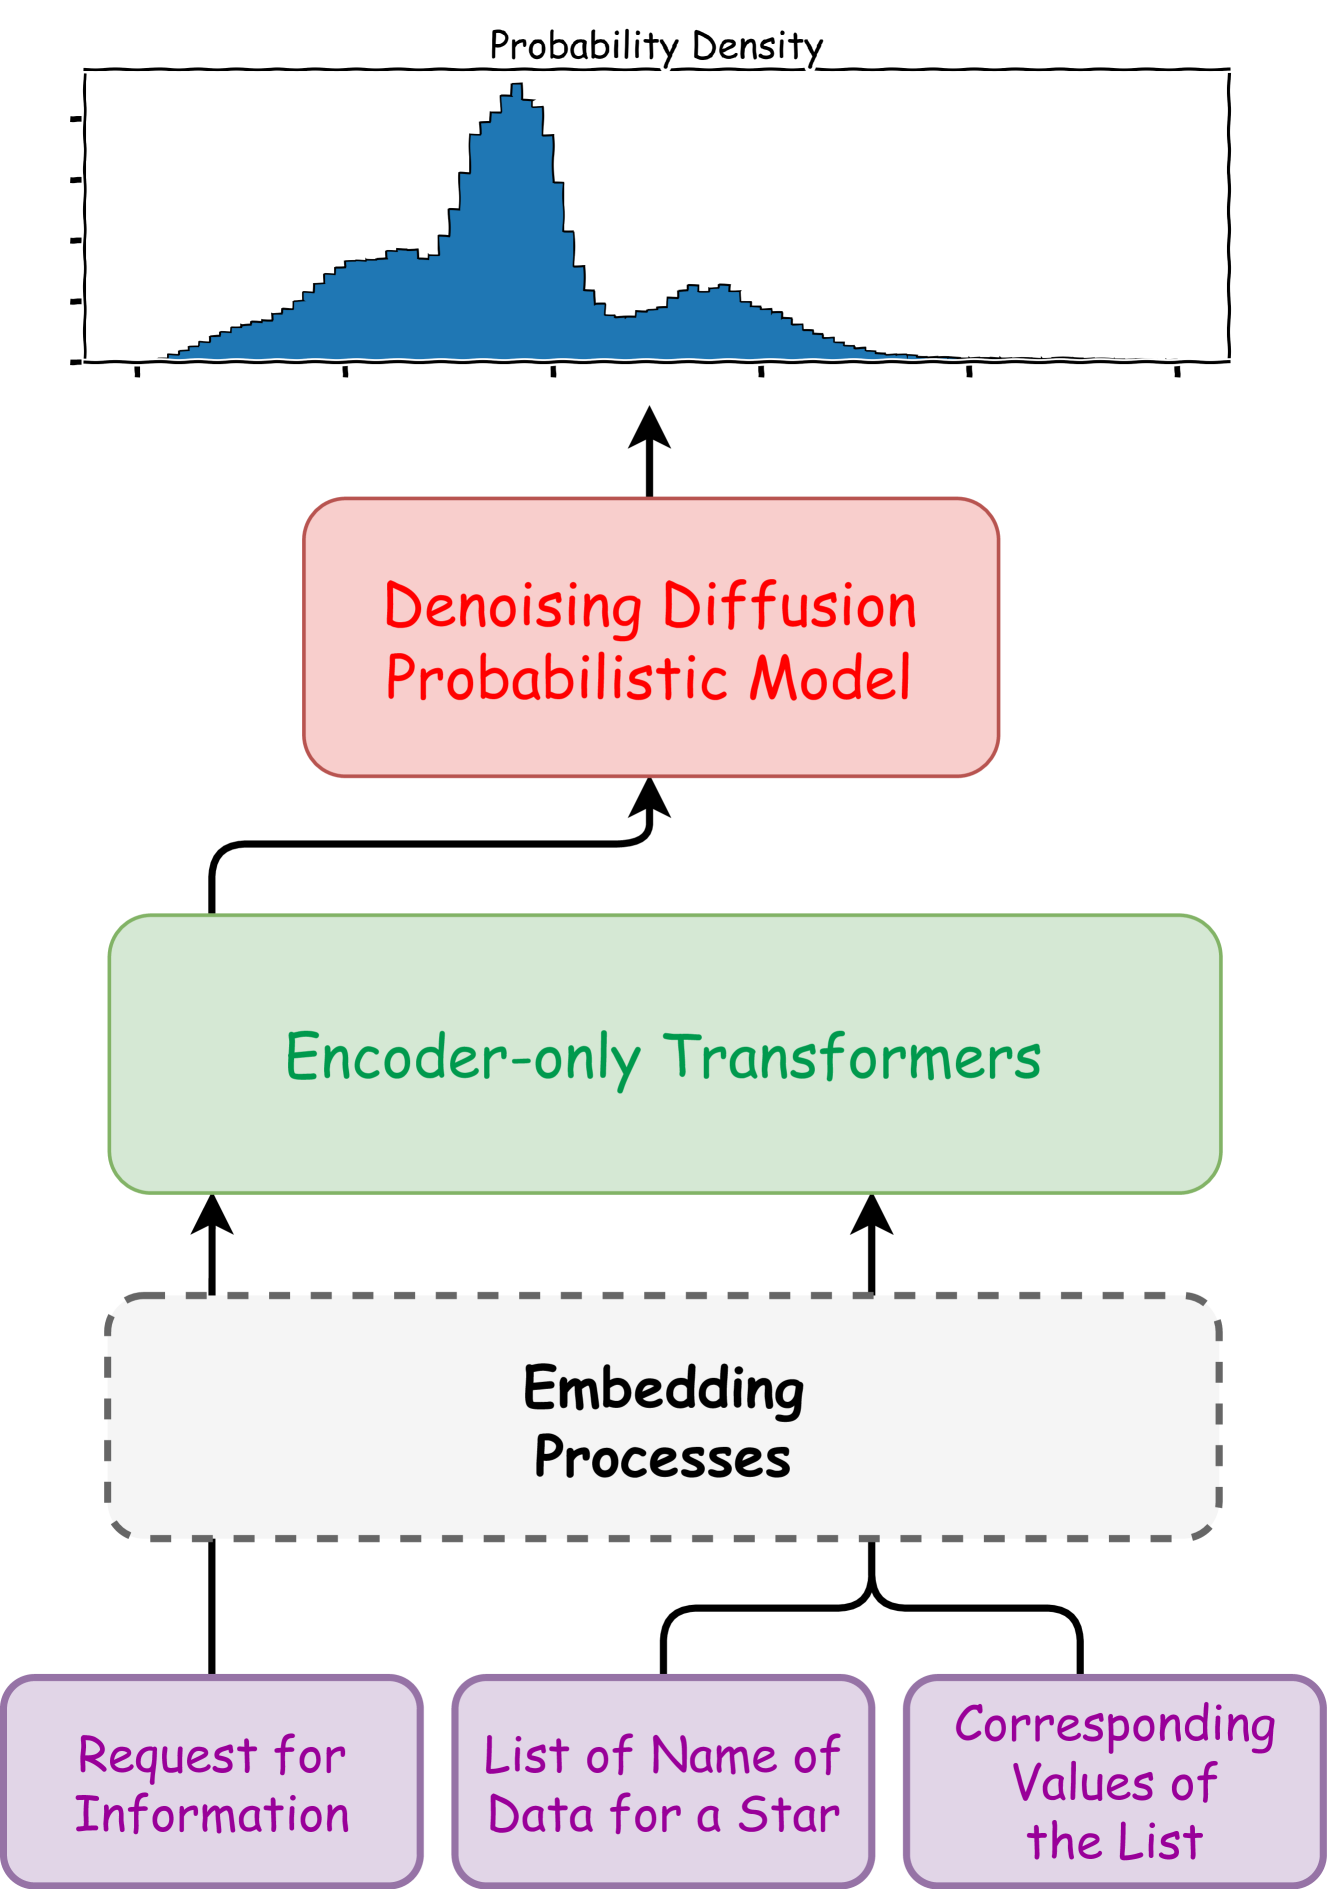 Probability Density
Denoising Diffusion
Probabilistic Model
Encoder-only Transformers
Embedding
Processes
Request for
Information
List of Name of
Data for a Star
Corresponding
Values of
the List